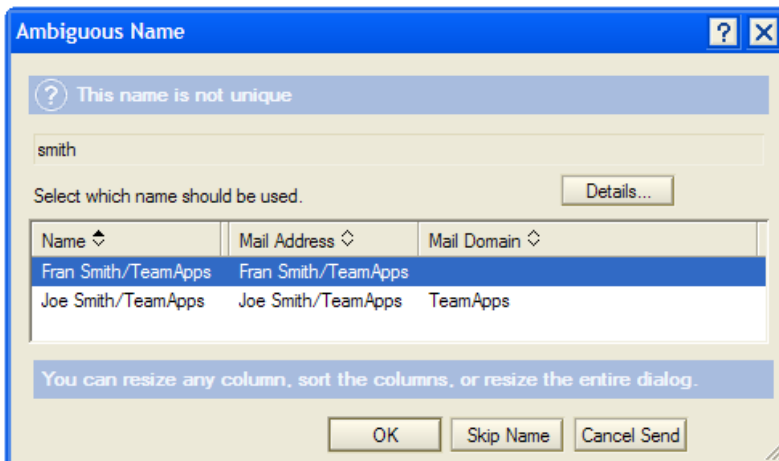 Ambiguous Name
This name is not unique
smith
Select which name should be used.
Details...
Name Mail Address Mail Domain
Fran Smith/TeamApps Fran Smith/TeamApps
Joe Smith/TeamApps Joe Smith/TeamApps TeamApps
You can resize any column, sort the columns, or resize the entire dialog.
OK Skip Name Cancel Send